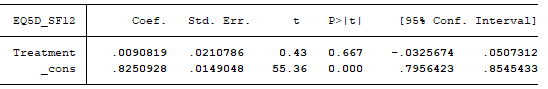 EQ5D_SF12 Coef. Std. Err. t P>|t| [95% Conf. Interval]
Treatment .0090819 .0210786 0.43 0.667 -.0325674 .0507312
_cons .8250928 .0149048 55.36 0.000 .7956423 .8545433